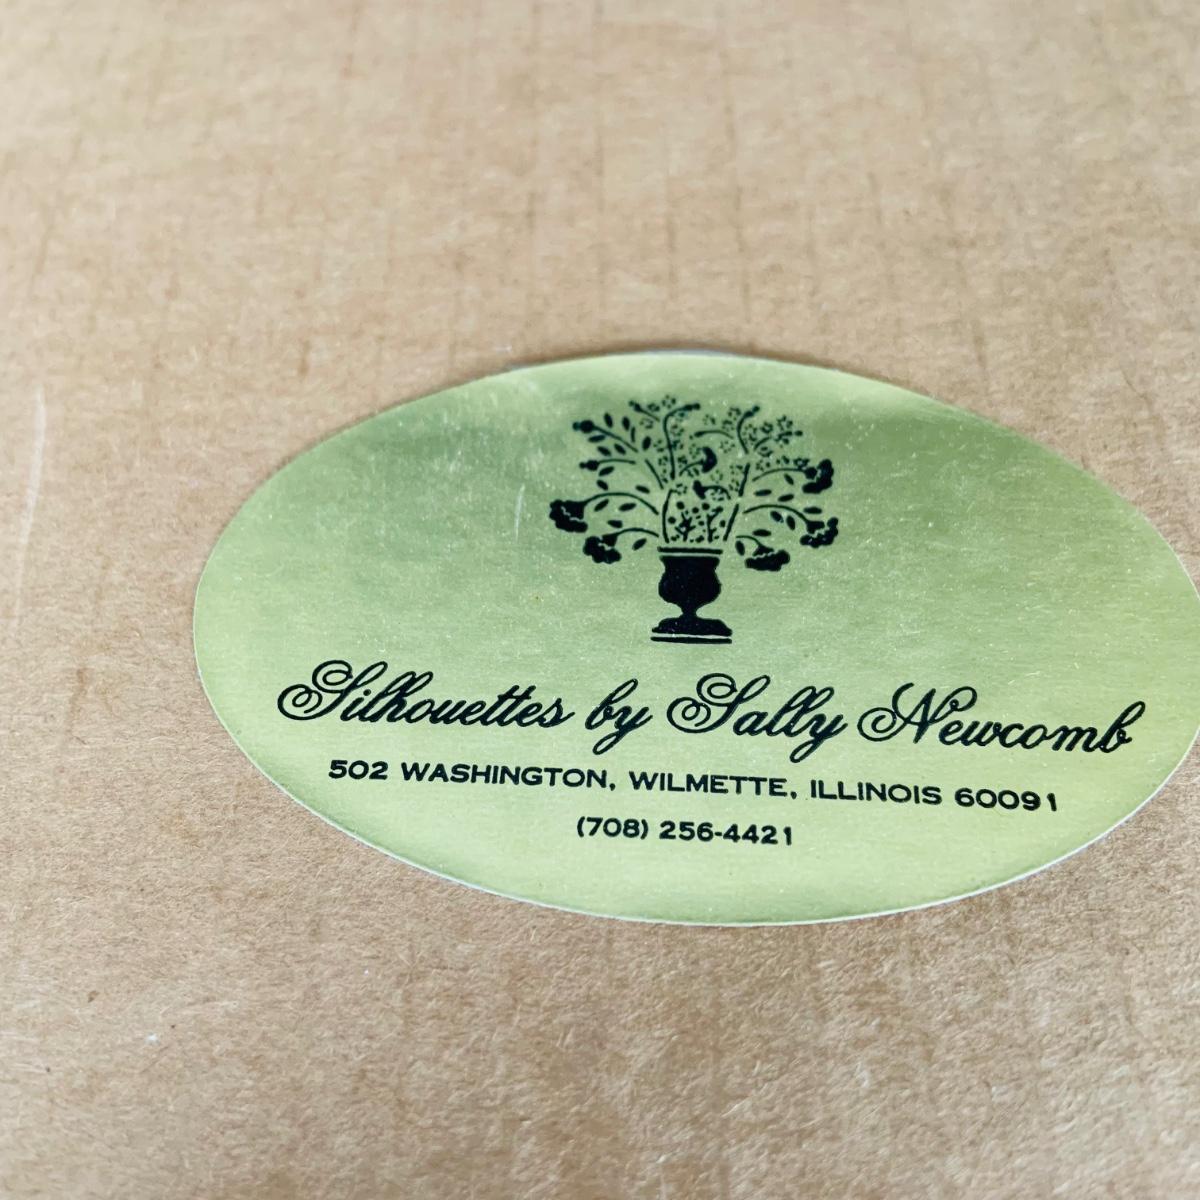 Silhouettes by Sally Newcomb
502 WASHINGTON, WILMETTE, ILLINOIS 60091
(708) 256-4421